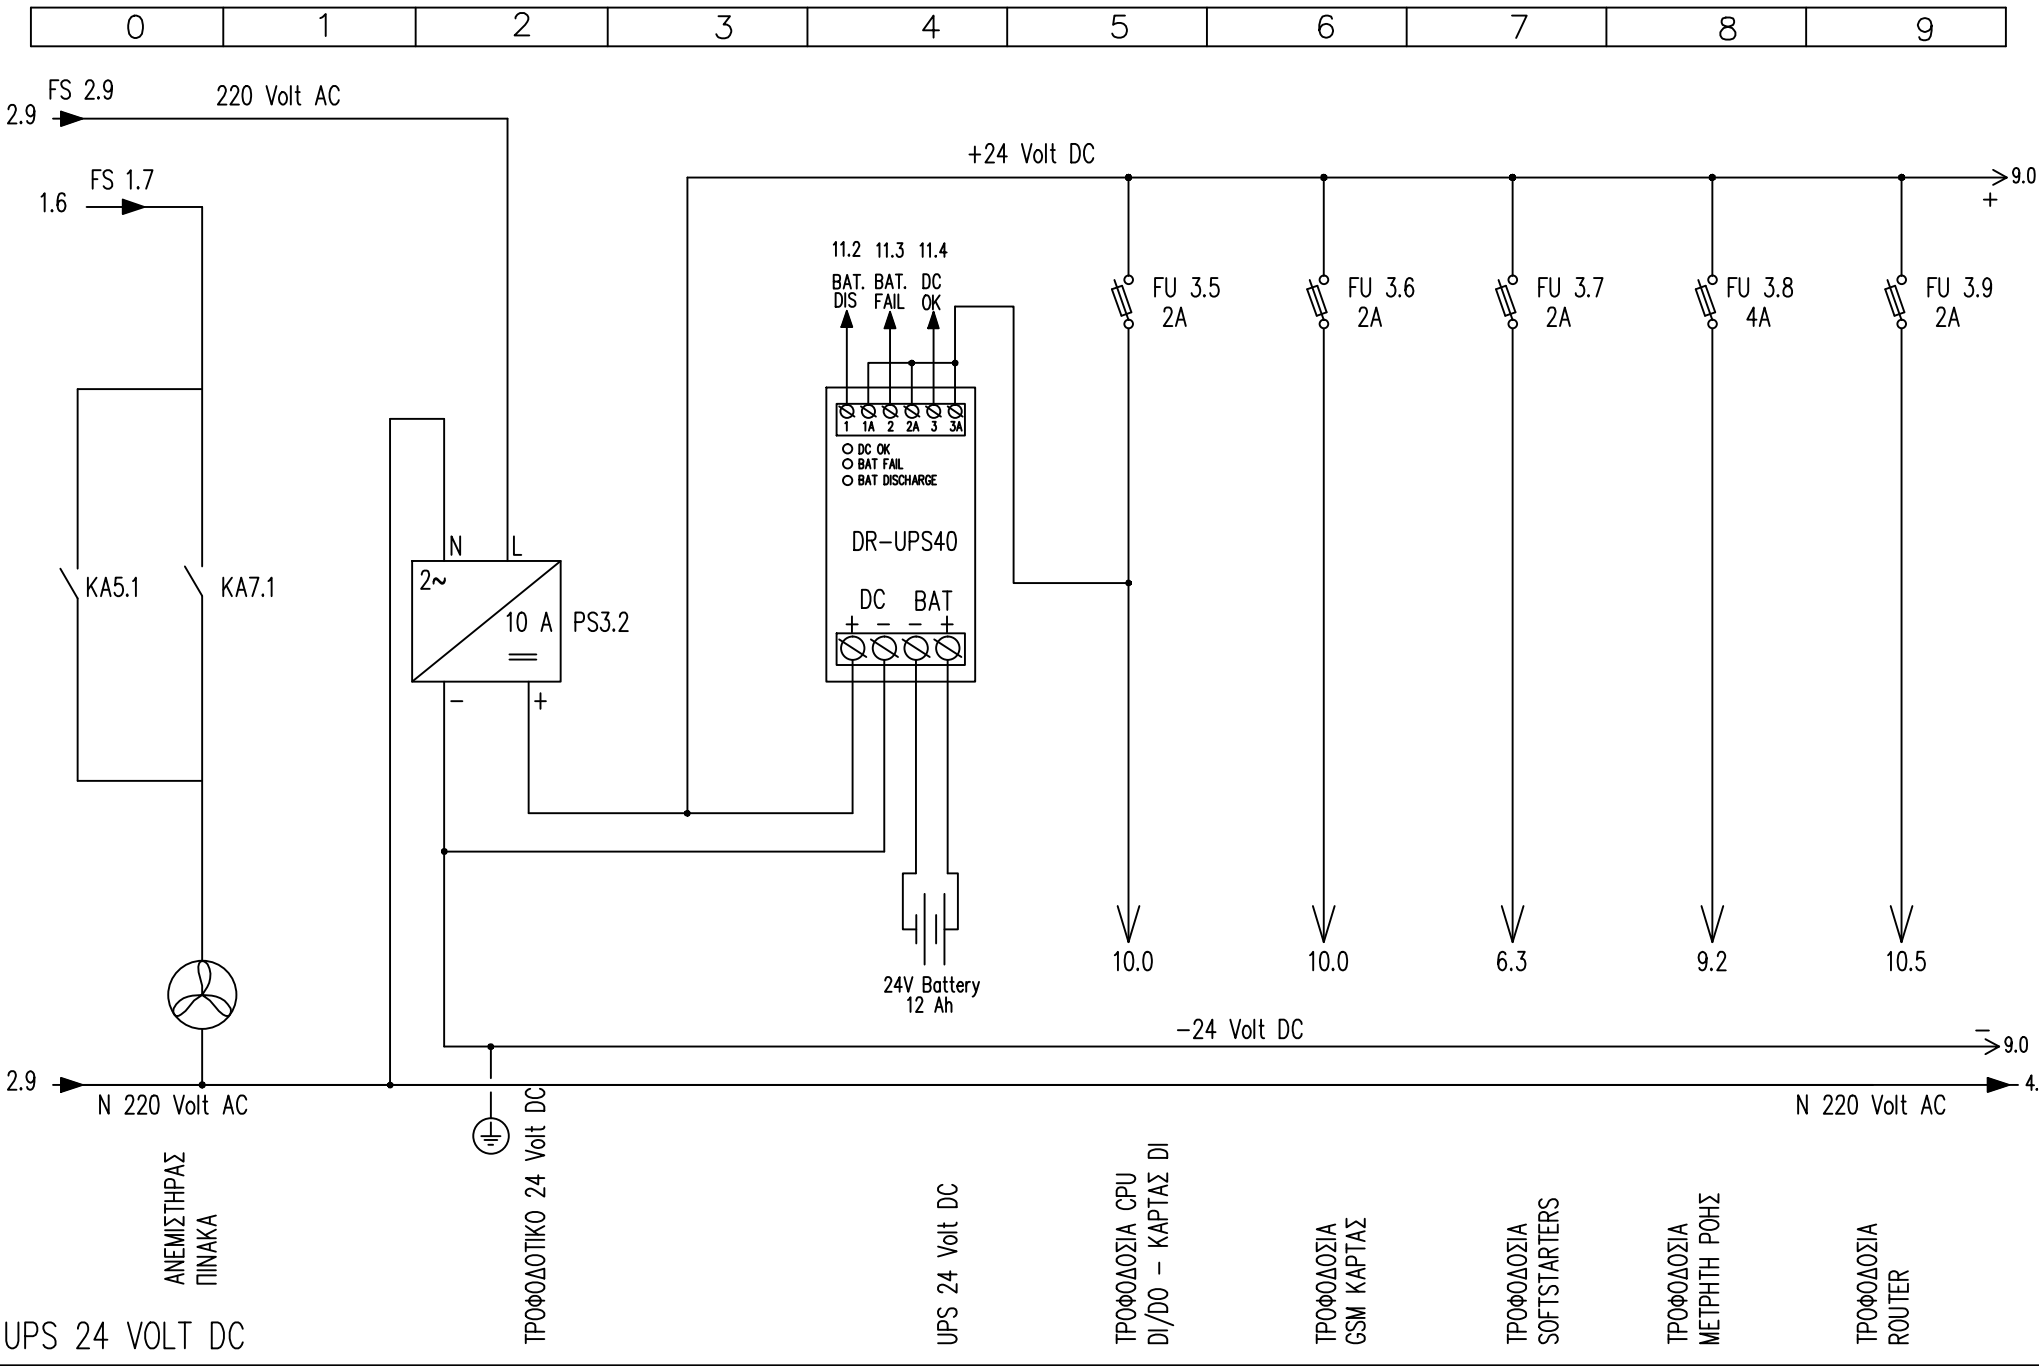 0 1 2 3 4 5 6 7 8 9
FS 2.9
2.9
220 Volt AC
FS 1.7
1.6
+24 Volt DC
9.0
+
11.2 11.3 11.4
BAT. BAT. DC
DIS FAIL OK
FU 3.5
2A
FU 3.6
2A
FU 3.7
2A
FU 3.8
4A
FU 3.9
2A
1 1A 2 2A 3 3A
DC OK
BAT FAIL
BAT DISCHARGE
DR-UPS40
DC BAT
+ - - +
KA5.1
KA7.1
N L
2~
10 A
PS3.2
- +
24V Battery
12 Ah
10.0
10.0
6.3
9.2
10.5
-24 Volt DC
-
9.0
2.9
4.
N 220 Volt AC
N 220 Volt AC
ΑΝΕΜΙΣΤΗΡΑΣ
ΠΙΝΑΚΑ
ΤΡΟΦΟΔΟΤΙΚΟ 24 Volt DC
UPS 24 Volt DC
ΤΡΟΦΟΔΟΣΙΑ CPU
DI/DO - ΚΑΡΤΑΣ DI
ΤΡΟΦΟΔΟΣΙΑ
GSM ΚΑΡΤΑΣ
ΤΡΟΦΟΔΟΣΙΑ
SOFTSTARTERS
ΤΡΟΦΟΔΟΣΙΑ
ΜΕΤΡΗΤΗ ΡΟΗΣ
ΤΡΟΦΟΔΟΣΙΑ
ROUTER
UPS 24 VOLT DC